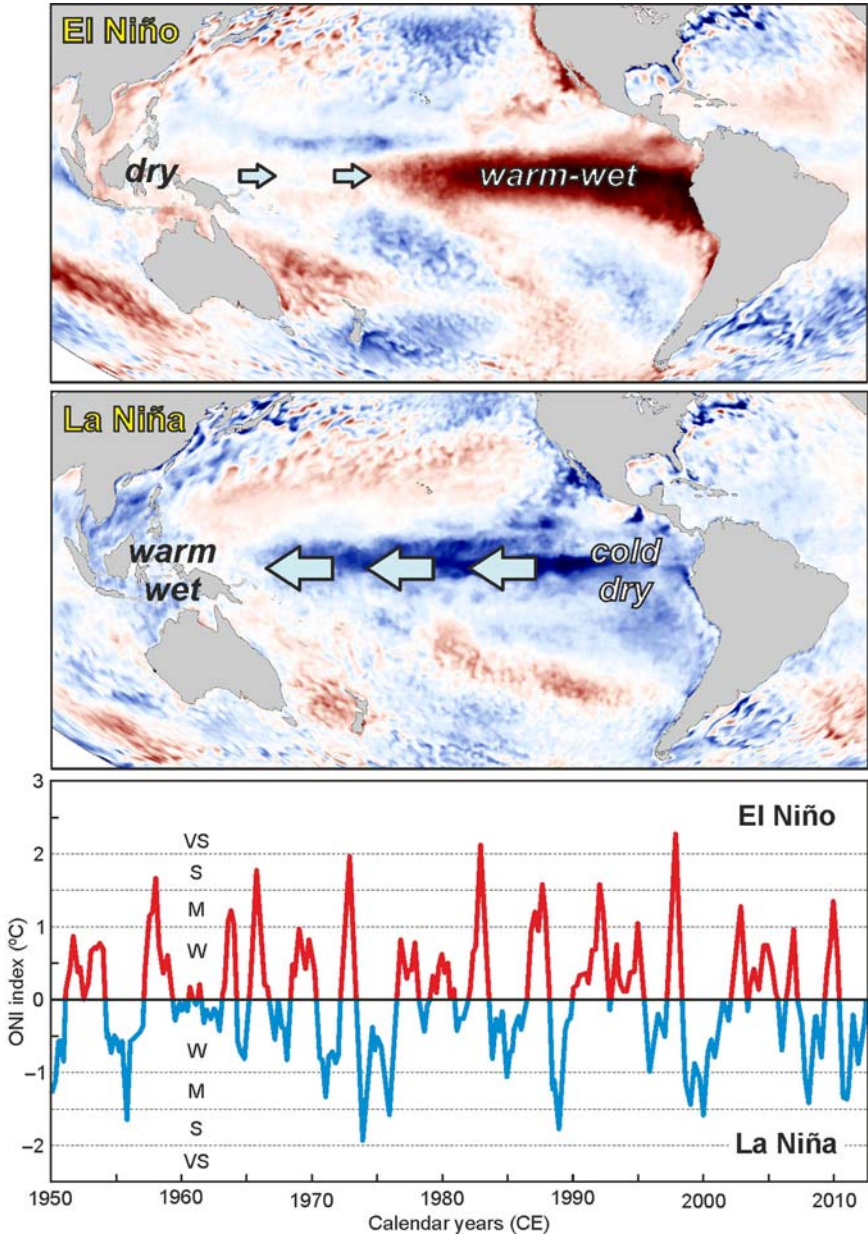 El Niño
dry
warm-wet
La Niña
warm
wet
cold
dry
3
2
1
0
–1
–2
ONI index (ºC)
VS
S
M
W
W
M
S
VS
El Niño
La Niña
1950 1960 1970 1980 1990 2000 2010
Calendar years (CE)